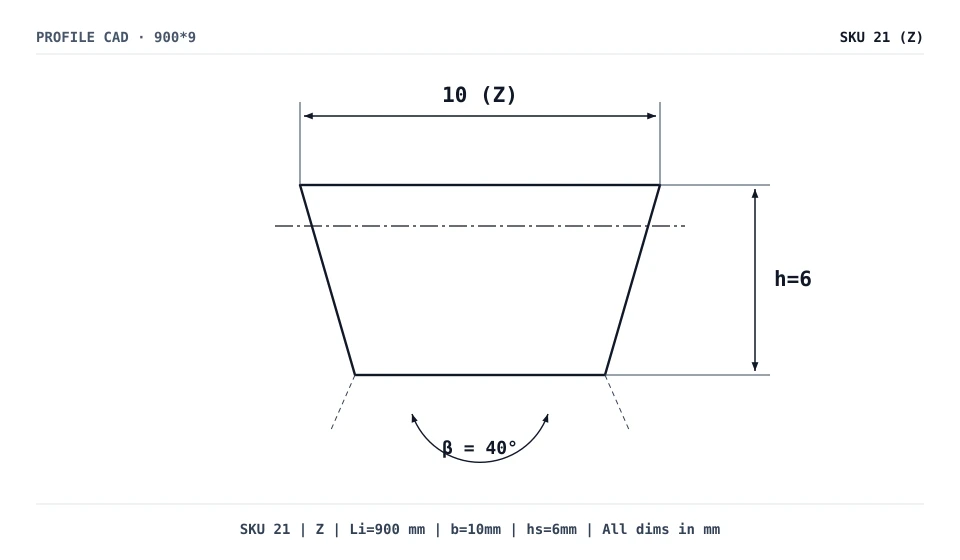 PROFILE CAD · 900*9
SKU 21 (Z)
10 (Z)
h=6
β = 40°
SKU 21 | Z | Li=900 mm | b=10mm | hs=6mm | All dims in mm